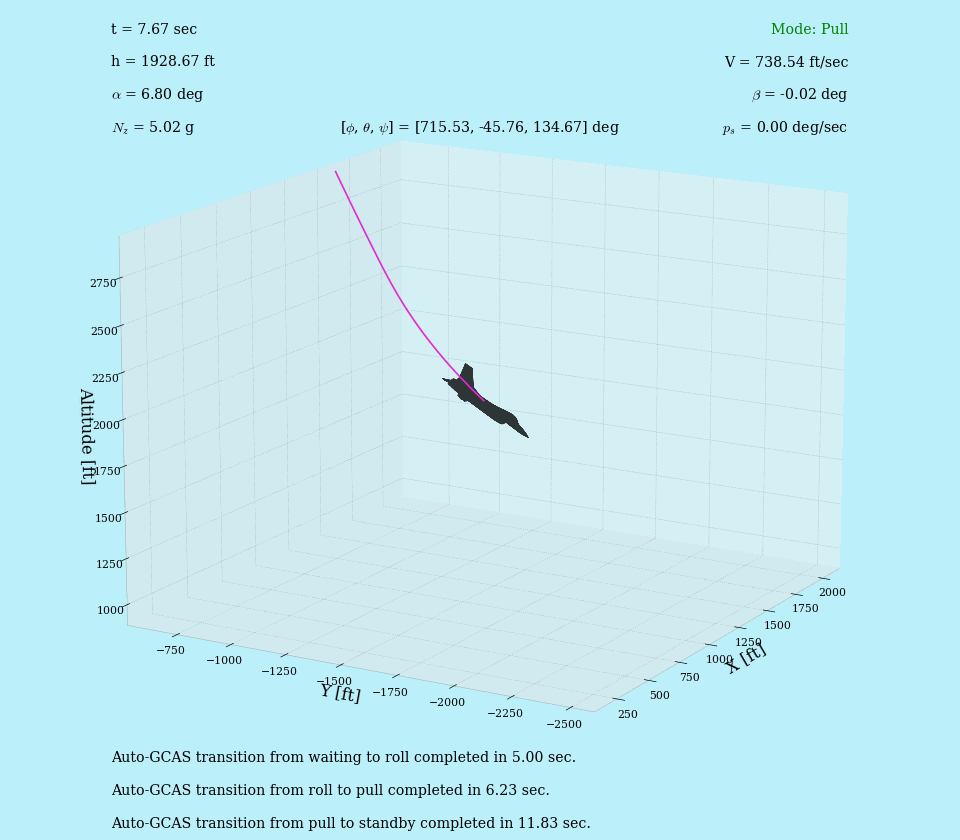 t = 7.67 sec
Mode: Pull
h = 1928.67 ft
V = 738.54 ft/sec
α = 6.80 deg
β = -0.02 deg
N_z = 5.02 g
[ϕ, θ, ψ] = [715.53, -45.76, 134.67] deg
p_s = 0.00 deg/sec
2750
2500
2250
2000
1750
1500
1250
1000
Altitude [ft]
−750
−1000
−1250
−1500
−1750
−2000
−2250
−2500
Y [ft]
250
500
750
1000
1250
1500
1750
2000
X [ft]
Auto-GCAS transition from waiting to roll completed in 5.00 sec.
Auto-GCAS transition from roll to pull completed in 6.23 sec.
Auto-GCAS transition from pull to standby completed in 11.83 sec.